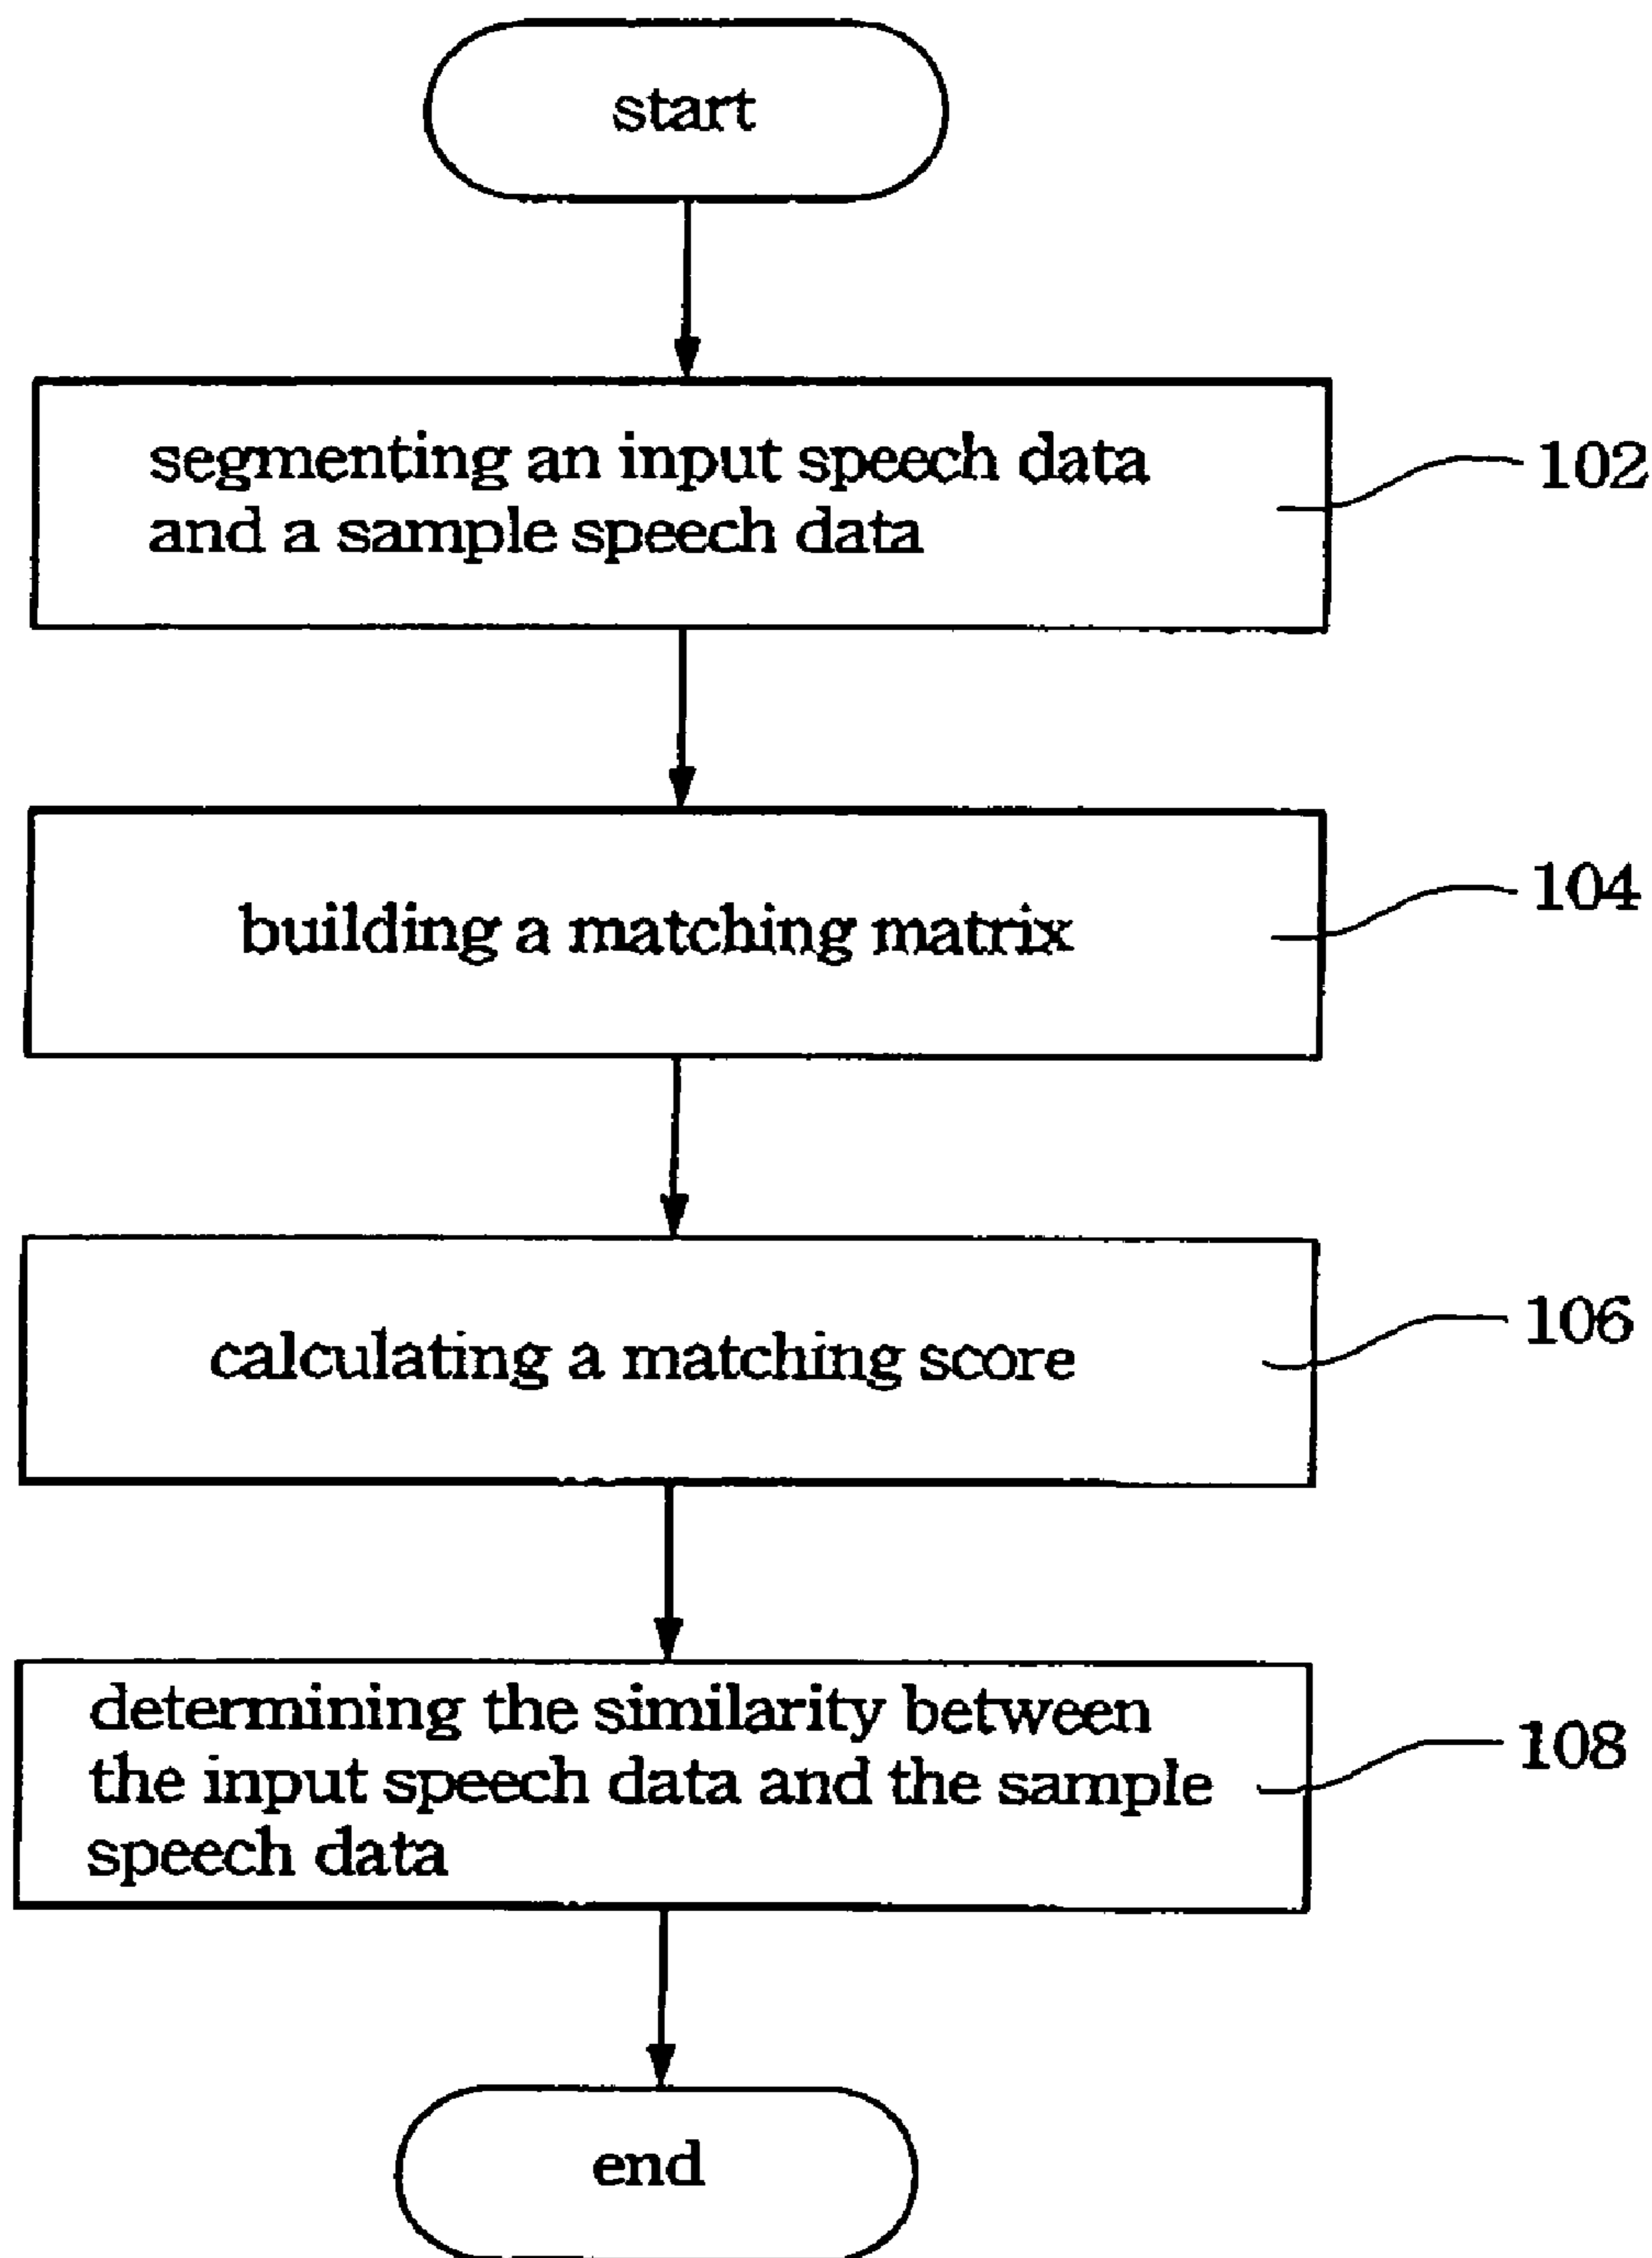 start
segmenting an input speech data
and a sample speech data
102
building a matching matrix
104
calculating a matching score
106
determining the similarity between
the input speech data and the sample
speech data
108
end